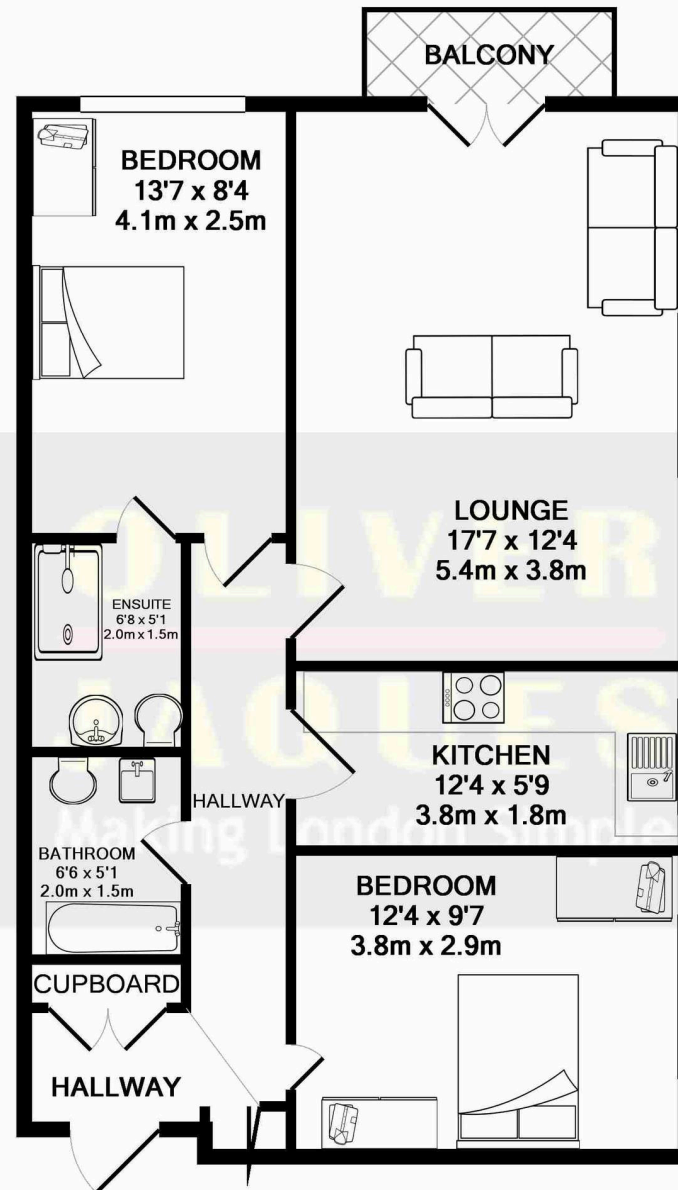 BALCONY
BEDROOM
13'7 x 8'4
4.1m x 2.5m
LOUNGE
17'7 x 12'4
5.4m x 3.8m
ENSUITE
6'8 x 5'1
2.0m x 1.5m
OLIVER
JAQUES
Making London Simple
KITCHEN
12'4 x 5'9
3.8m x 1.8m
HALLWAY
BATHROOM
6'6 x 5'1
2.0m x 1.5m
BEDROOM
12'4 x 9'7
3.8m x 2.9m
CUPBOARD
HALLWAY